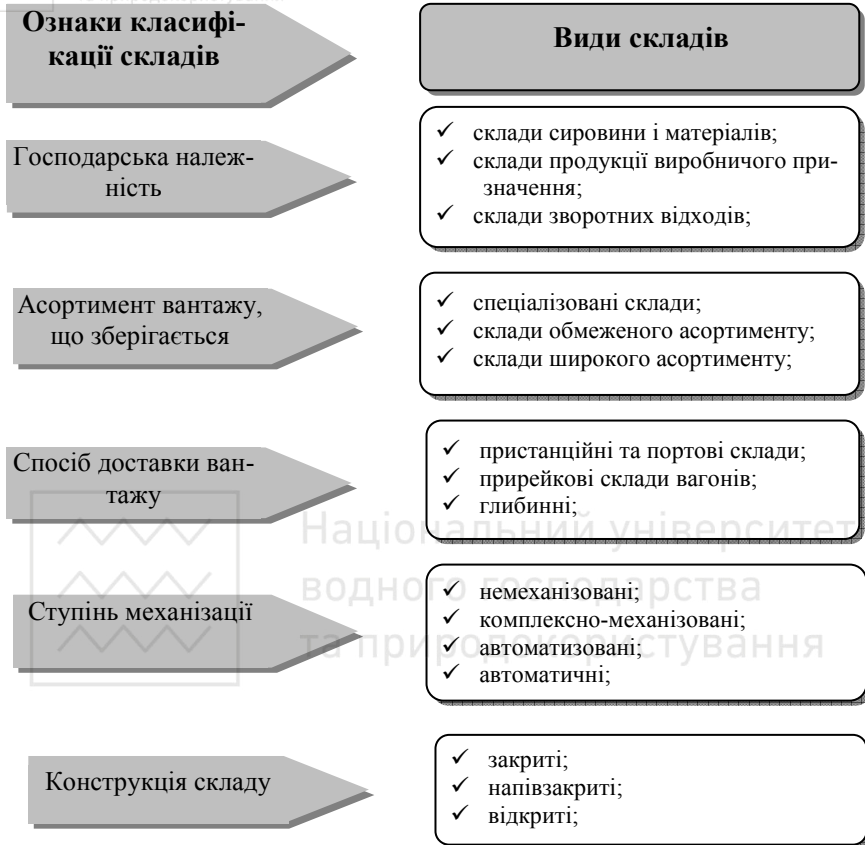 Ознаки класифі-
кації складів
Види складів
Господарська належ-
ність
✓ склади сировини і матеріалів;
✓ склади продукції виробничого при-
значення;
✓ склади зворотних відходів;
Асортимент вантажу,
що зберігається
✓ спеціалізовані склади;
✓ склади обмеженого асортименту;
✓ склади широкого асортименту;
Спосіб доставки ван-
тажу
✓ пристанційні та портові склади;
✓ прирейкові склади вагонів;
✓ глибинні;
Національний університет
водного господарства
та природокористування
Ступінь механізації
✓ немеханізовані;
✓ комплексно-механізовані;
✓ автоматизовані;
✓ автоматичні;
Конструкція складу
✓ закриті;
✓ напівзакриті;
✓ відкриті;